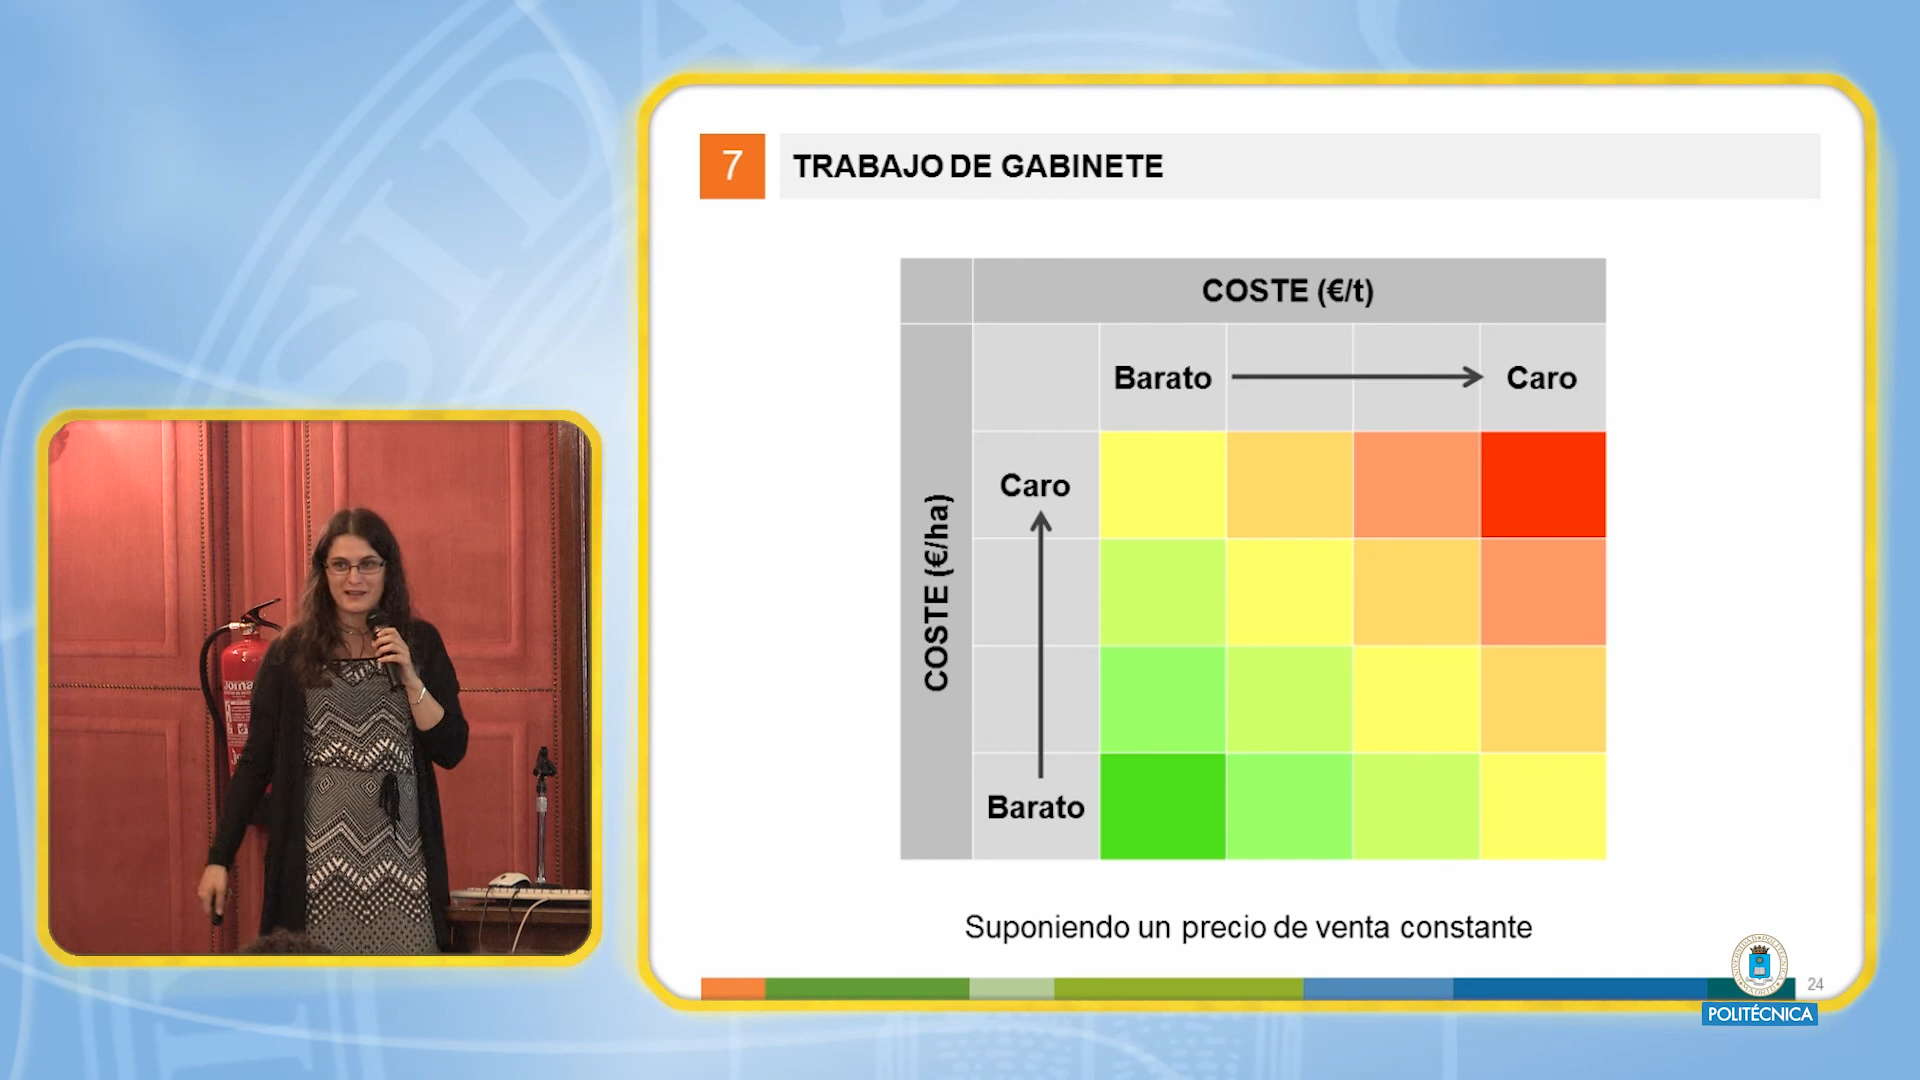 7
TRABAJO DE GABINETE
COSTE (€/t)
Barato
Caro
COSTE (€/ha)
Caro
Barato
Suponiendo un precio de venta constante
24
POLITÉCNICA